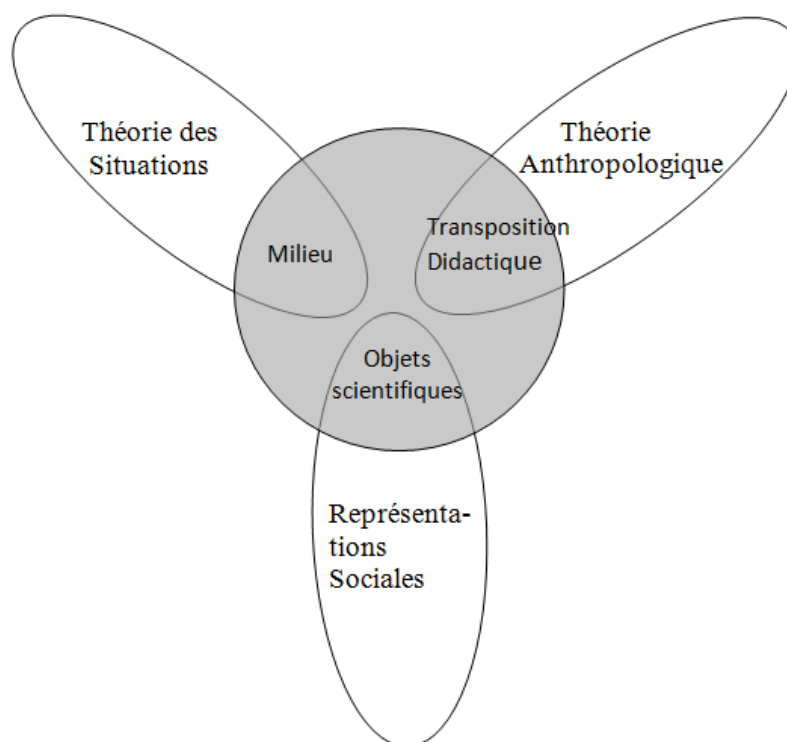 Théorie des
Situations
Théorie
Anthropologique
Milieu
Transposition
Didactique
Objets
scientifiques
Représenta-
tions
Sociales